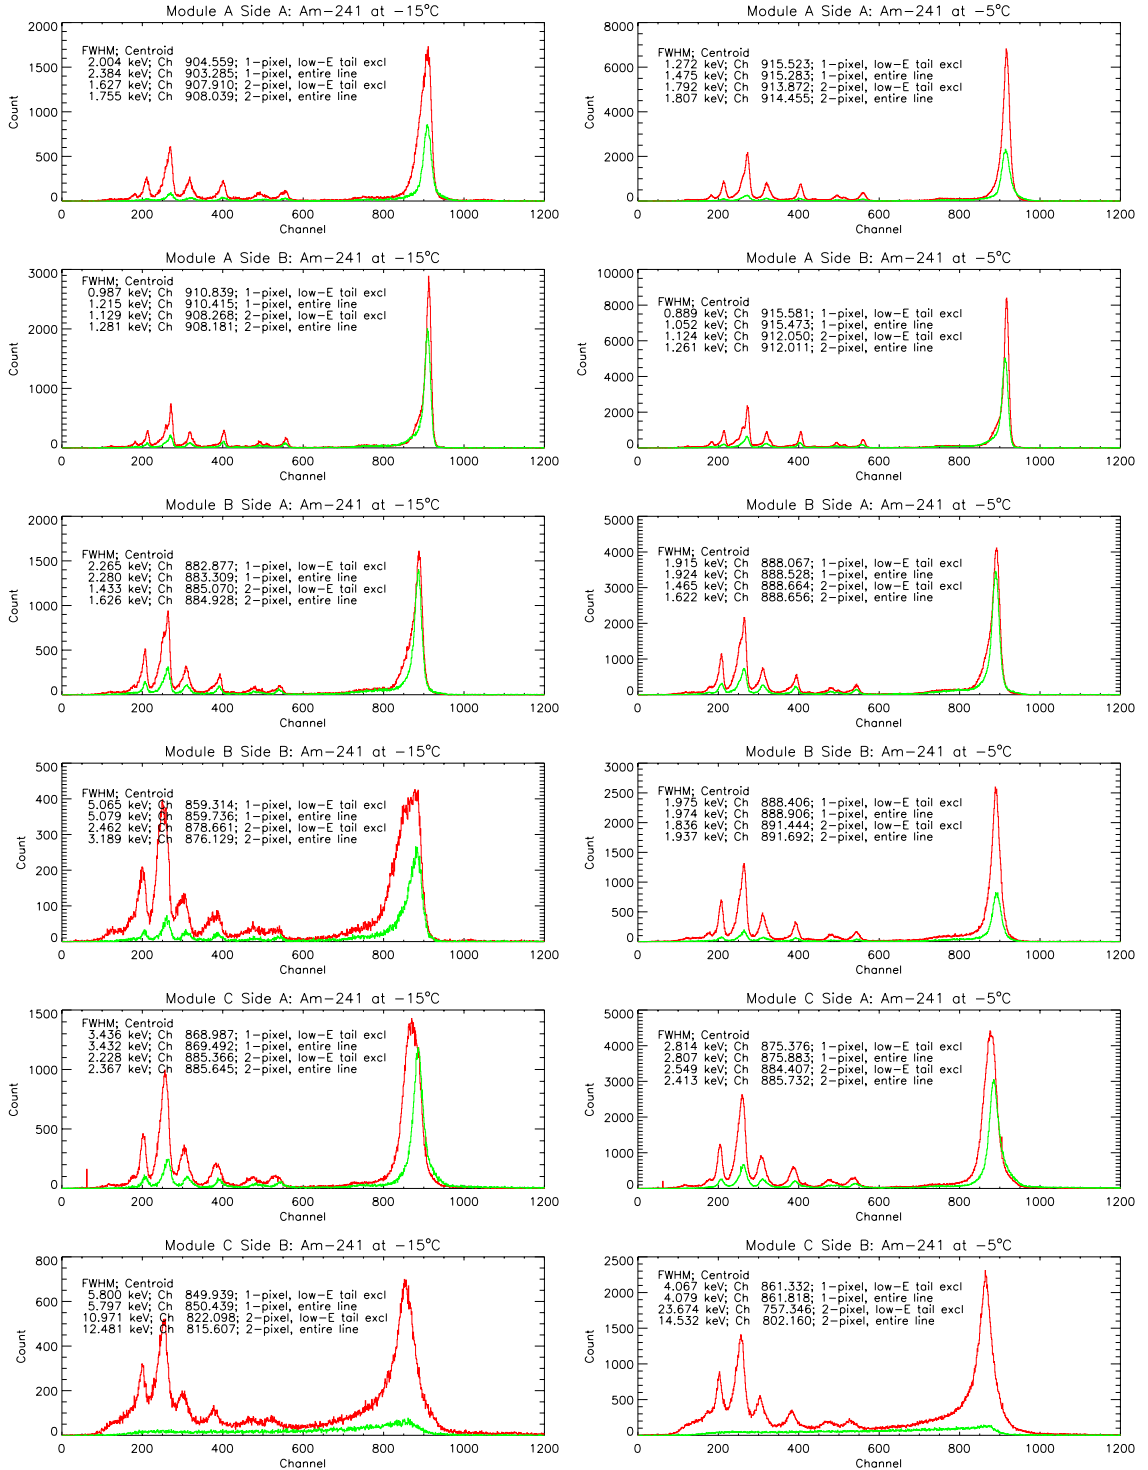 Module A Side A: Am-241 at -15°C
FWHM; Centroid
2.004 keV; Ch 904.559; 1-pixel, low-E tail excl
2.384 keV; Ch 903.285; 1-pixel, entire line
1.627 keV; Ch 907.910; 2-pixel, low-E tail excl
1.755 keV; Ch 908.039; 2-pixel, entire line
Count
2000
1500
1000
500
0
0 200 400 600 800 1000 1200
Channel
Module A Side A: Am-241 at -5°C
FWHM; Centroid
1.272 keV; Ch 915.523; 1-pixel, low-E tail excl
1.475 keV; Ch 915.283; 1-pixel, entire line
1.792 keV; Ch 913.872; 2-pixel, low-E tail excl
1.807 keV; Ch 914.455; 2-pixel, entire line
Count
8000
6000
4000
2000
0
0 200 400 600 800 1000 1200
Channel
Module A Side B: Am-241 at -15°C
FWHM; Centroid
0.987 keV; Ch 910.839; 1-pixel, low-E tail excl
1.215 keV; Ch 910.415; 1-pixel, entire line
1.129 keV; Ch 908.268; 2-pixel, low-E tail excl
1.281 keV; Ch 908.181; 2-pixel, entire line
Count
3000
2000
1000
0
0 200 400 600 800 1000 1200
Channel
Module A Side B: Am-241 at -5°C
FWHM; Centroid
0.889 keV; Ch 915.581; 1-pixel, low-E tail excl
1.052 keV; Ch 915.473; 1-pixel, entire line
1.124 keV; Ch 912.050; 2-pixel, low-E tail excl
1.261 keV; Ch 912.011; 2-pixel, entire line
Count
10000
8000
6000
4000
2000
0
0 200 400 600 800 1000 1200
Channel
Module B Side A: Am-241 at -15°C
FWHM; Centroid
2.265 keV; Ch 882.877; 1-pixel, low-E tail excl
2.280 keV; Ch 883.309; 1-pixel, entire line
1.433 keV; Ch 885.070; 2-pixel, low-E tail excl
1.626 keV; Ch 884.928; 2-pixel, entire line
Count
2000
1500
1000
500
0
0 200 400 600 800 1000 1200
Channel
Module B Side A: Am-241 at -5°C
FWHM; Centroid
1.915 keV; Ch 888.067; 1-pixel, low-E tail excl
1.924 keV; Ch 888.528; 1-pixel, entire line
1.465 keV; Ch 888.664; 2-pixel, low-E tail excl
1.622 keV; Ch 888.656; 2-pixel, entire line
Count
5000
4000
3000
2000
1000
0
0 200 400 600 800 1000 1200
Channel
Module B Side B: Am-241 at -15°C
FWHM; Centroid
5.065 keV; Ch 859.314; 1-pixel, low-E tail excl
5.079 keV; Ch 859.736; 1-pixel, entire line
2.462 keV; Ch 878.661; 2-pixel, low-E tail excl
3.189 keV; Ch 876.129; 2-pixel, entire line
Count
500
400
300
200
100
0
0 200 400 600 800 1000 1200
Channel
Module B Side B: Am-241 at -5°C
FWHM; Centroid
1.975 keV; Ch 888.406; 1-pixel, low-E tail excl
1.974 keV; Ch 888.906; 1-pixel, entire line
1.836 keV; Ch 891.444; 2-pixel, low-E tail excl
1.937 keV; Ch 891.692; 2-pixel, entire line
Count
3000
2500
2000
1500
1000
500
0
0 200 400 600 800 1000 1200
Channel
Module C Side A: Am-241 at -15°C
FWHM; Centroid
3.436 keV; Ch 868.987; 1-pixel, low-E tail excl
3.432 keV; Ch 869.492; 1-pixel, entire line
2.228 keV; Ch 885.366; 2-pixel, low-E tail excl
2.367 keV; Ch 885.645; 2-pixel, entire line
Count
1500
1000
500
0
0 200 400 600 800 1000 1200
Channel
Module C Side A: Am-241 at -5°C
FWHM; Centroid
2.814 keV; Ch 875.376; 1-pixel, low-E tail excl
2.807 keV; Ch 875.883; 1-pixel, entire line
2.549 keV; Ch 884.407; 2-pixel, low-E tail excl
2.413 keV; Ch 885.732; 2-pixel, entire line
Count
5000
4000
3000
2000
1000
0
0 200 400 600 800 1000 1200
Channel
Module C Side B: Am-241 at -15°C
FWHM; Centroid
5.800 keV; Ch 849.939; 1-pixel, low-E tail excl
5.797 keV; Ch 850.439; 1-pixel, entire line
10.971 keV; Ch 822.098; 2-pixel, low-E tail excl
12.481 keV; Ch 815.607; 2-pixel, entire line
Count
800
600
400
200
0
0 200 400 600 800 1000 1200
Channel
Module C Side B: Am-241 at -5°C
FWHM; Centroid
4.067 keV; Ch 861.332; 1-pixel, low-E tail excl
4.079 keV; Ch 861.818; 1-pixel, entire line
23.674 keV; Ch 757.346; 2-pixel, low-E tail excl
14.532 keV; Ch 802.160; 2-pixel, entire line
Count
2500
2000
1500
1000
500
0
0 200 400 600 800 1000 1200
Channel